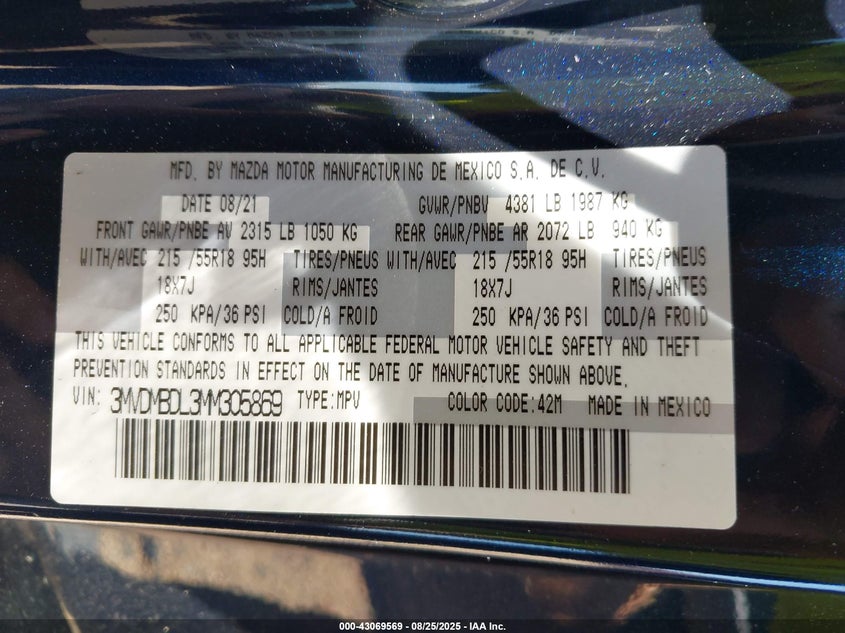 MFD. BY MAZDA MOTOR MANUFACTURING DE MEXICO S.A. DE C.V.
DATE 08/21 GVWR/PNBV 4381 LB 1987 KG
FRONT GAWR/PNBE AV 2315 LB 1050 KG REAR GAWR/PNBE AR 2072 LB 940 KG
WITH/AVEC 215 /55R18 95H TIRES/PNEUS WITH/AVEC 215 /55R18 95H TIRES/PNEUS
18X7J RIMS/JANTES 18X7J RIMS/JANTES
250 KPA/36 PSI COLD/A FROID 250 KPA/36 PSI COLD/A FROID
THIS VEHICLE CONFORMS TO ALL APPLICABLE FEDERAL MOTOR VEHICLE SAFETY AND THEFT
PREVENTION STANDARDS IN EFFECT ON THE DATE OF MANUFACTURE SHOWN ABOVE.
VIN: 3MVDMBDL3MM305869 TYPE:MPV COLOR CODE:42M MADE IN MEXICO
000-43069569 - 08/25/2025 - IAA Inc.